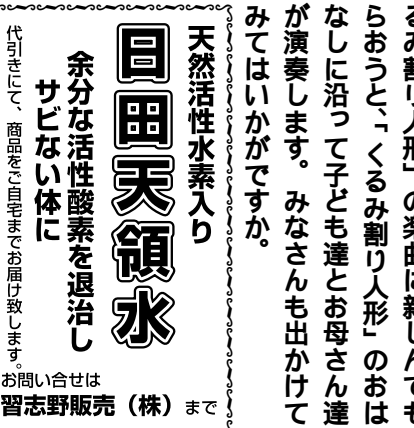 るみ割り人形」の楽曲に親しんでも
らおうと、「くるみ割り人形」のおは
なしに沿って子ども達とお母さん達
が演奏します。みなさんも出かけて
みてはいかがですか。
天然活性水素入り
日田天領水
余分な活性酸素を退治し
サビない体に
代引きにて、商品をご自宅までお届け致します。
お問い合せは
習志野販売（株）まで